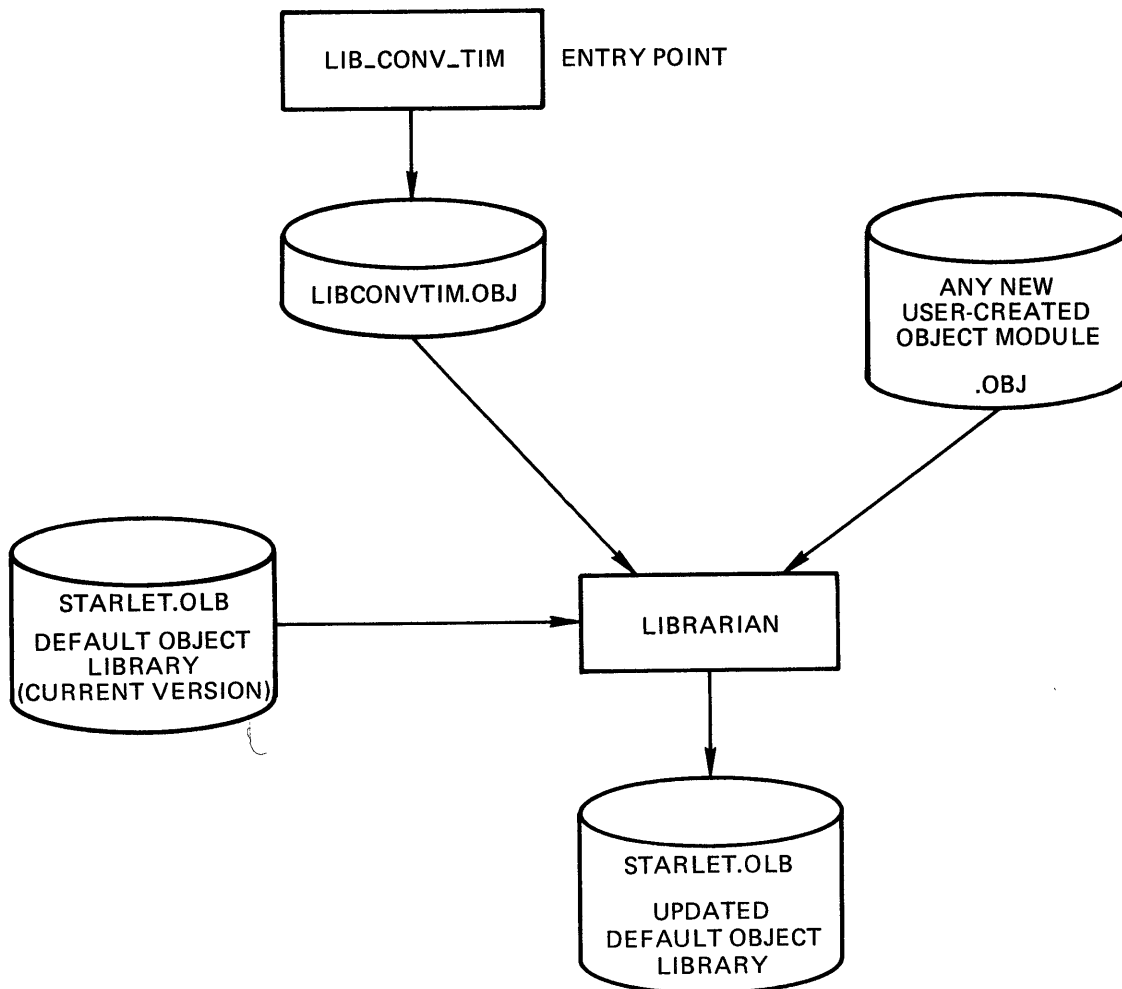 LIB_CONV_TIM
ENTRY POINT
LIBCONVTIM.OBJ
ANY NEW
USER-CREATED
OBJECT MODULE
.OBJ
STARLET.OLB
DEFAULT OBJECT
LIBRARY
(CURRENT VERSION)
LIBRARIAN
STARLET.OLB
UPDATED
DEFAULT OBJECT
LIBRARY